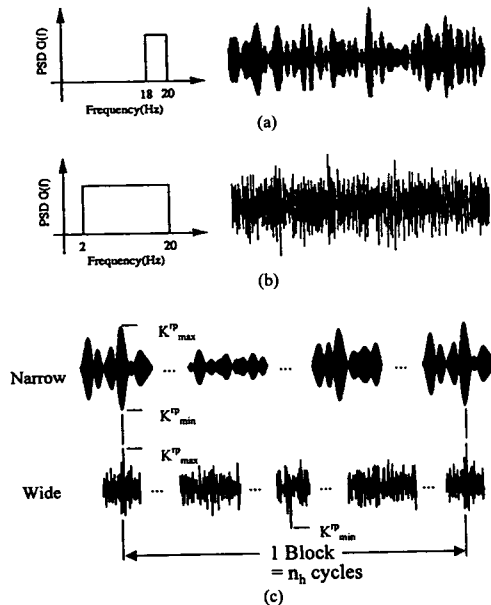 PSD G(f)
18 20
Frequency(Hz)
(a)
PSD G(f)
2 20
Frequency(Hz)
(b)
K^rp_max
Narrow ... ... ...
K^rp_min
K^rp_max
Wide ... ... ... ...
K^rp_min
1 Block
= n_h cycles
(c)